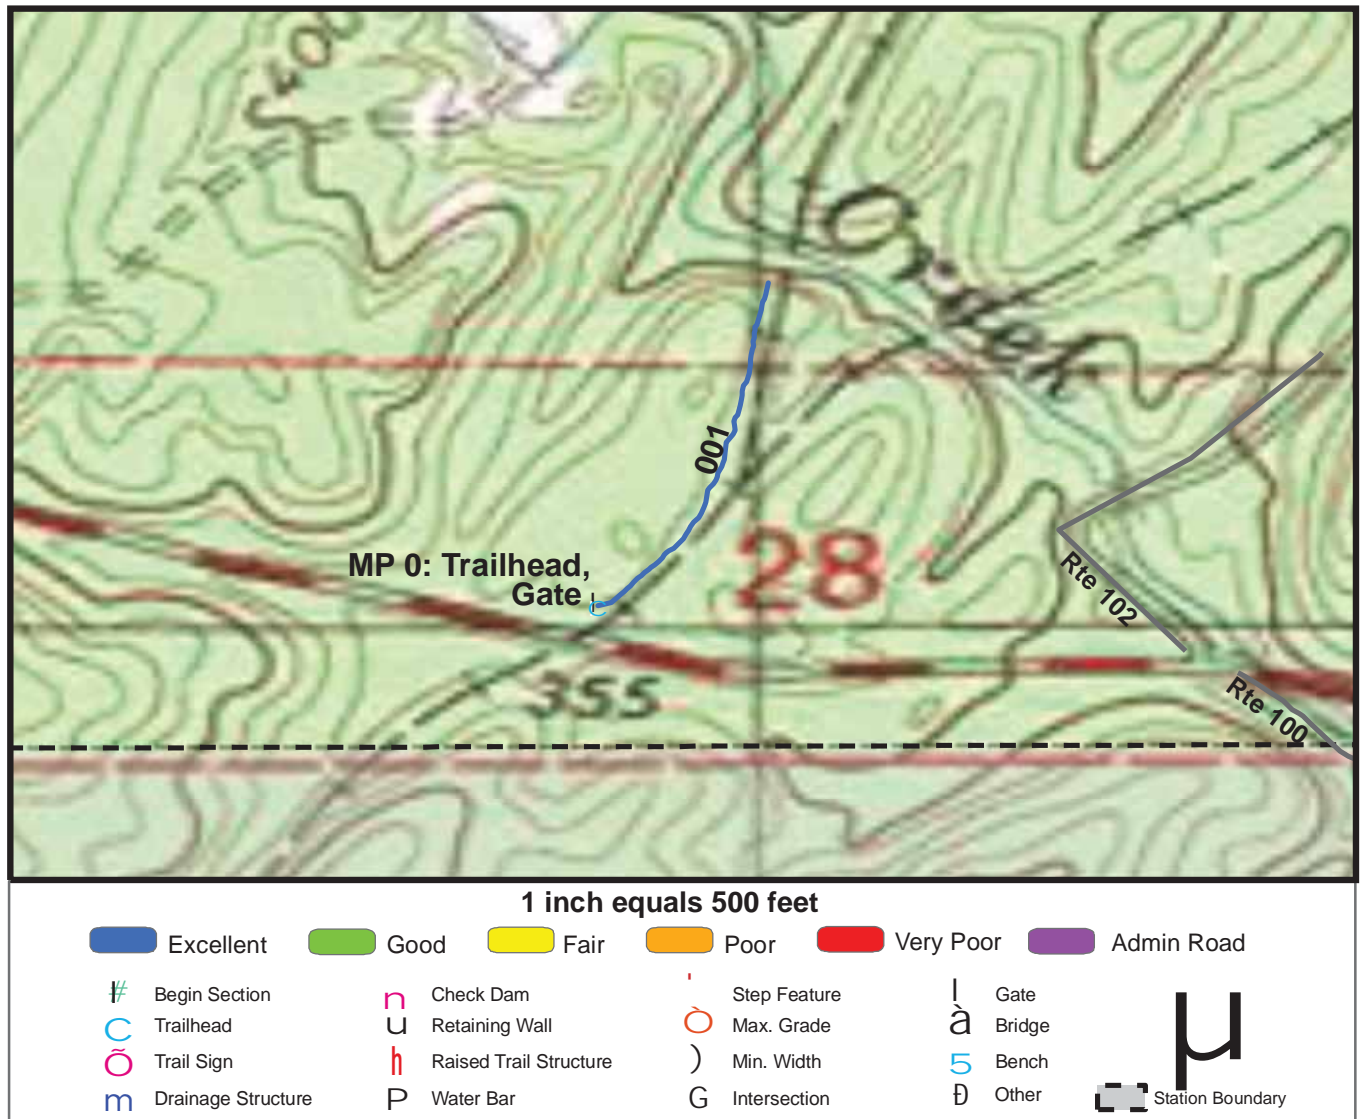 Creek
001
MP 0: Trailhead,
Gate
28
355
Rte 102
Rte 100
1 inch equals 500 feet
Excellent
Good
Fair
Poor
Very Poor
Admin Road
# Begin Section
n Check Dam
' Step Feature
l Gate
C Trailhead
u Retaining Wall
Ò Max. Grade
à Bridge
Õ Trail Sign
h Raised Trail Structure
) Min. Width
5 Bench
m Drainage Structure
P Water Bar
G Intersection
Ð Other
µ
Station Boundary